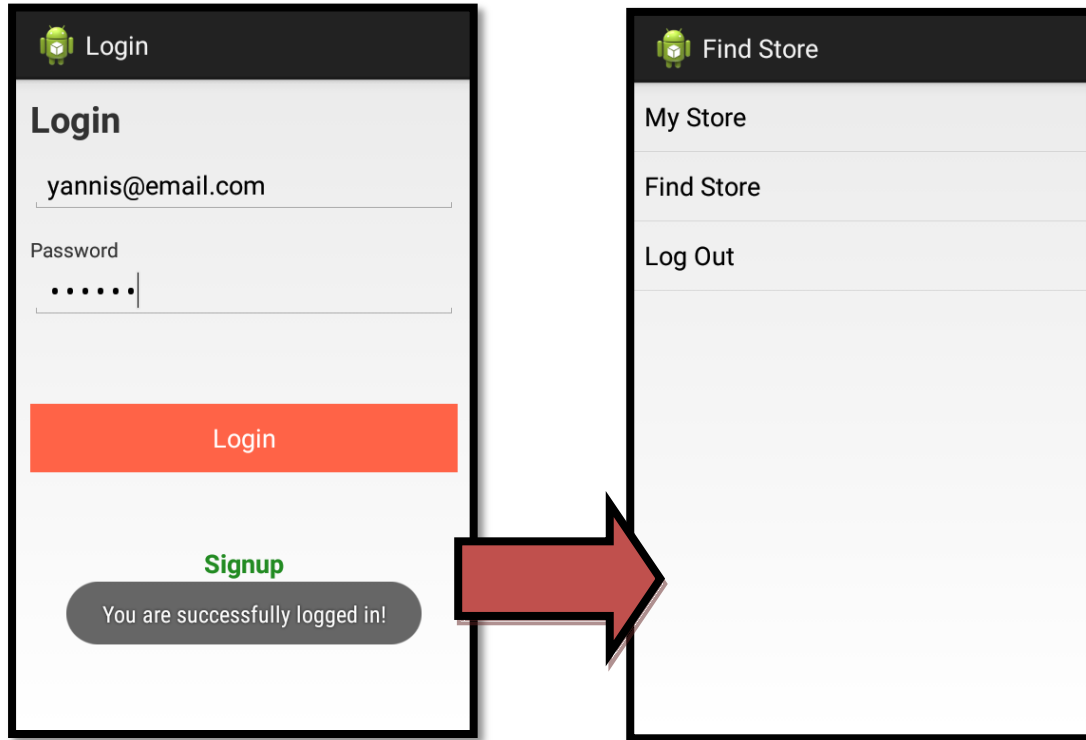 Login
Login
yannis@email.com
Password
••••••
Login
Signup
You are successfully logged in!
Find Store
My Store
Find Store
Log Out